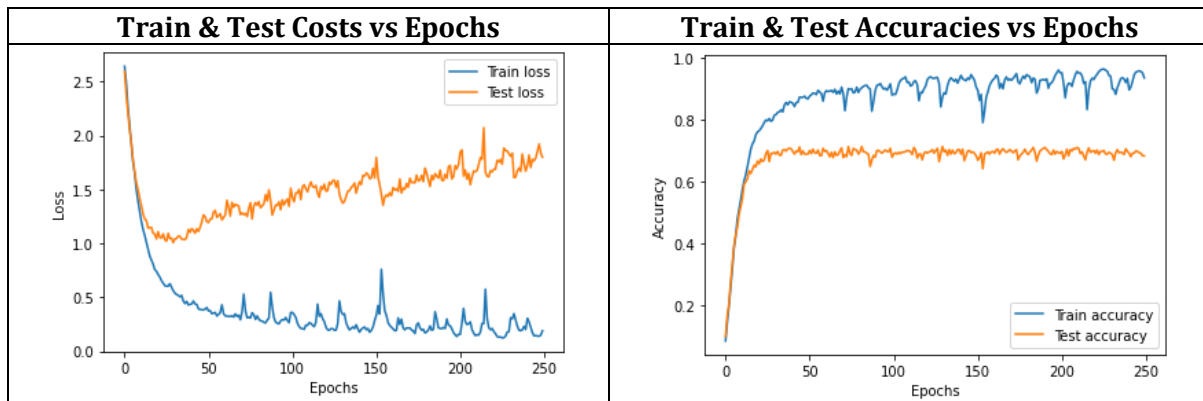 Train & Test Costs vs Epochs
Train & Test Accuracies vs Epochs
2.5
2.0
1.5
1.0
0.5
0.0
Loss
Train loss
Test loss
0 50 100 150 200 250
Epochs
1.0
0.8
0.6
0.4
0.2
Accuracy
Train accuracy
Test accuracy
0 50 100 150 200 250
Epochs